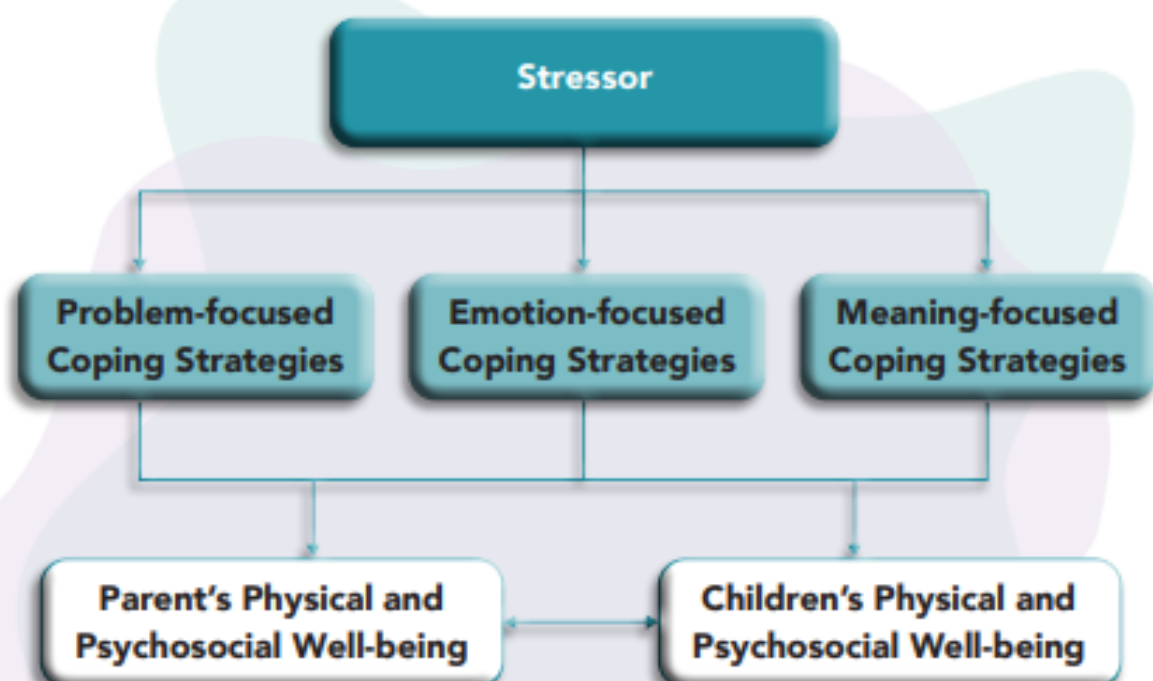 Stressor
Problem-focused
Coping Strategies
Emotion-focused
Coping Strategies
Meaning-focused
Coping Strategies
Parent's Physical and
Psychosocial Well-being
Children's Physical and
Psychosocial Well-being